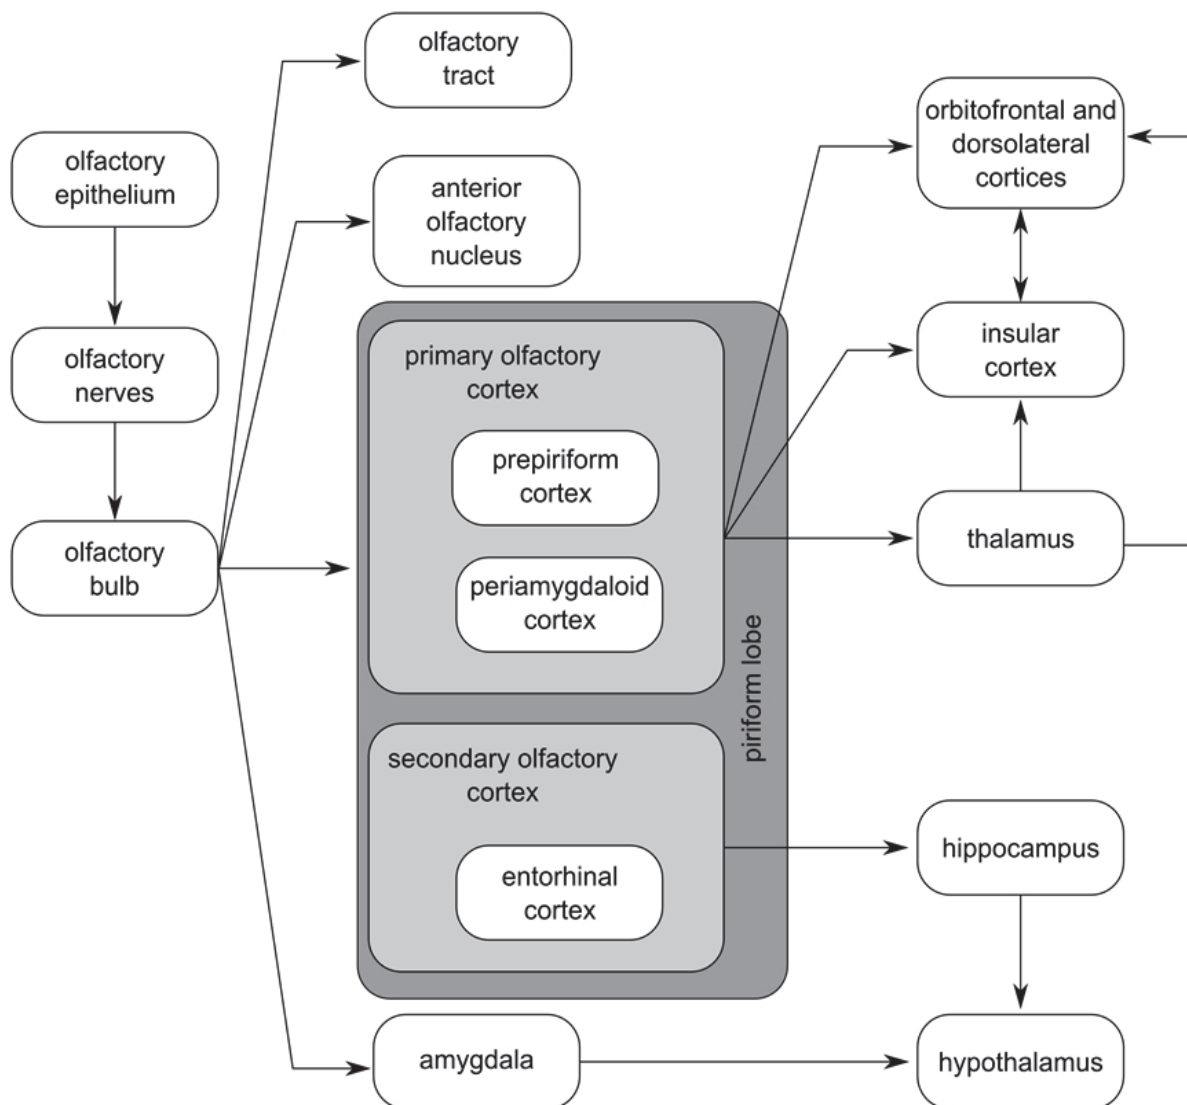 olfactory
tract
olfactory
epithelium
anterior
olfactory
nucleus
olfactory
nerves
olfactory
bulb
primary olfactory
cortex
prepiriform
cortex
periamygdaloid
cortex
secondary olfactory
cortex
entorhinal
cortex
piriform lobe
amygdala
orbitofrontal and
dorsolateral
cortices
insular
cortex
thalamus
hippocampus
hypothalamus